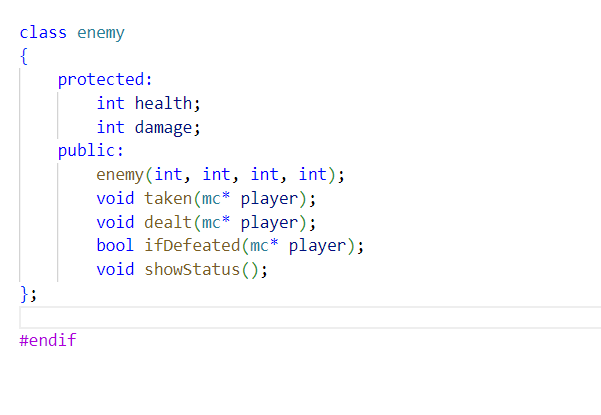 class enemy
{
    protected:
        int health;
        int damage;
    public:
        enemy(int, int, int, int);
        void taken(mc* player);
        void dealt(mc* player);
        bool ifDefeated(mc* player);
        void showStatus();
};
#endif